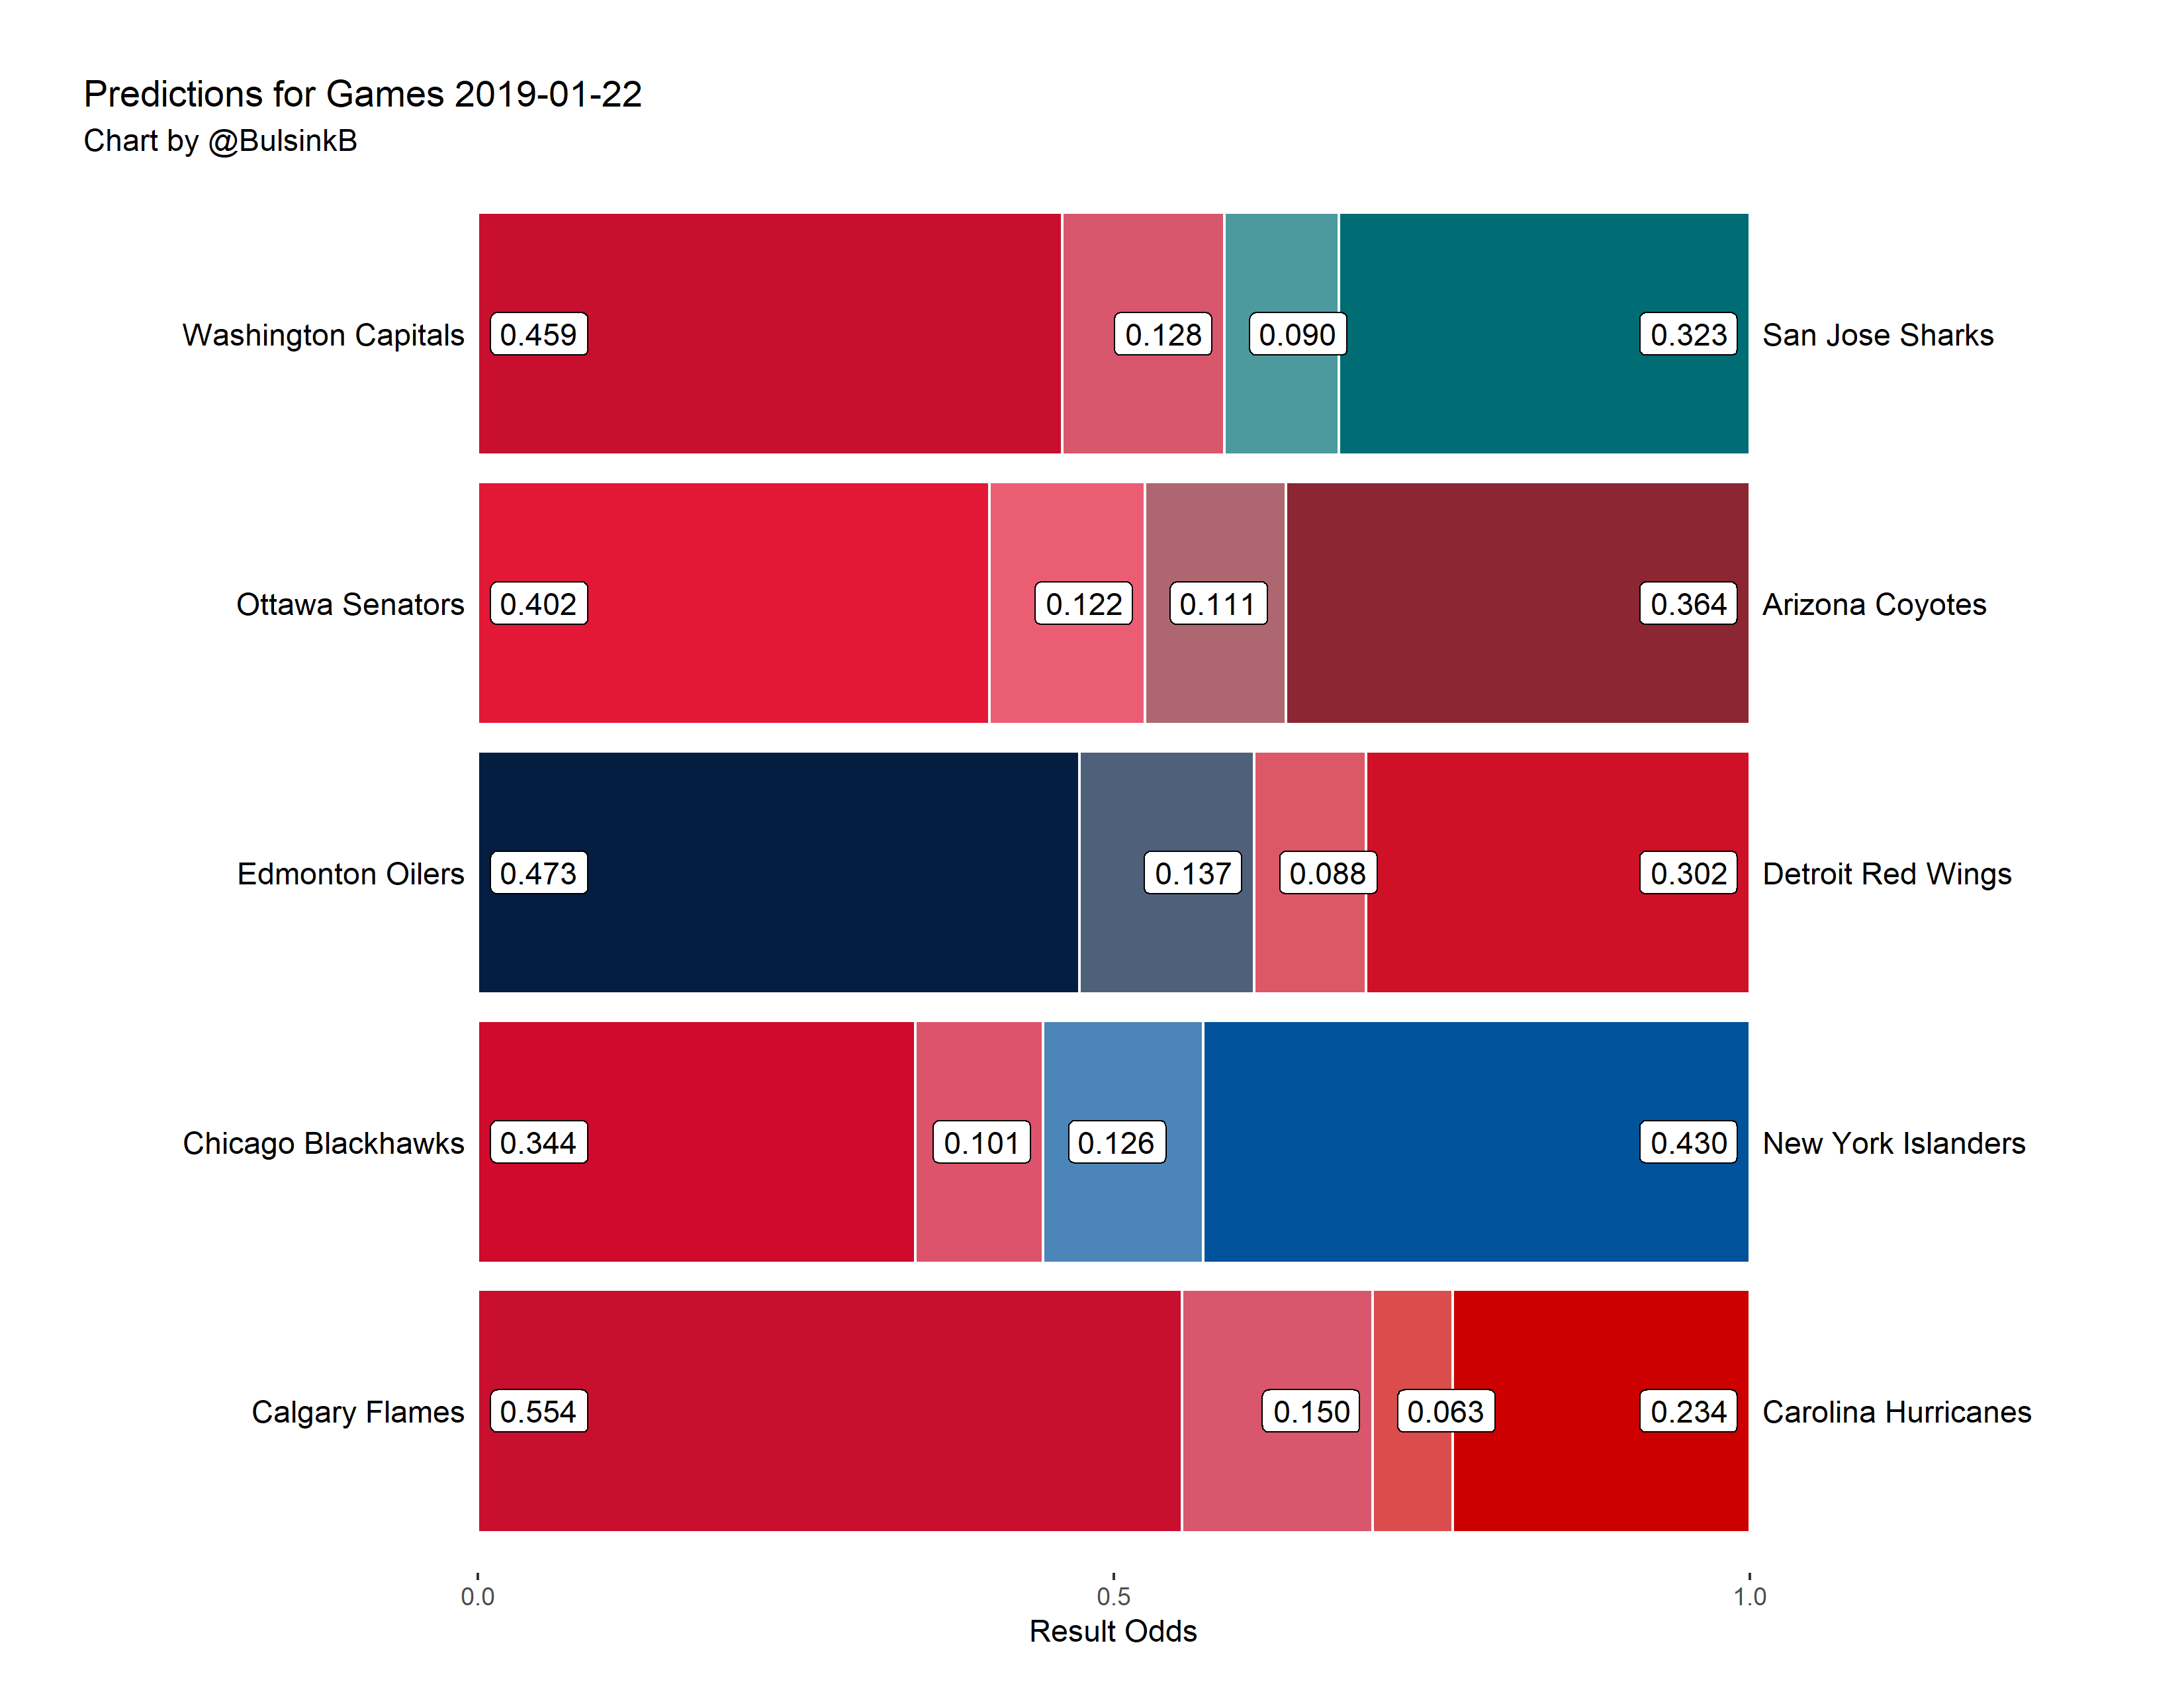 Predictions for Games 2019-01-22
Chart by @BulsinkB
Washington Capitals 0.459 0.128 0.090 0.323 San Jose Sharks
Ottawa Senators 0.402 0.122 0.111 0.364 Arizona Coyotes
Edmonton Oilers 0.473 0.137 0.088 0.302 Detroit Red Wings
Chicago Blackhawks 0.344 0.101 0.126 0.430 New York Islanders
Calgary Flames 0.554 0.150 0.063 0.234 Carolina Hurricanes
0.0 0.5 1.0
Result Odds